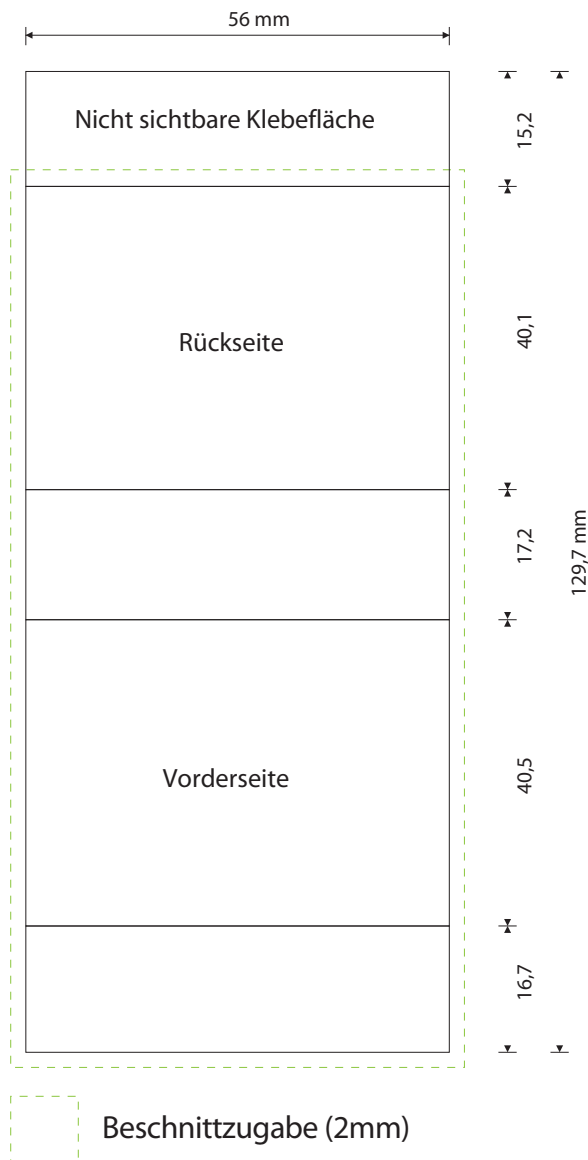 56 mm
Nicht sichtbare Klebefläche
15,2
Rückseite
40,1
17,2
129,7 mm
Vorderseite
40,5
16,7
Beschnittzugabe (2mm)